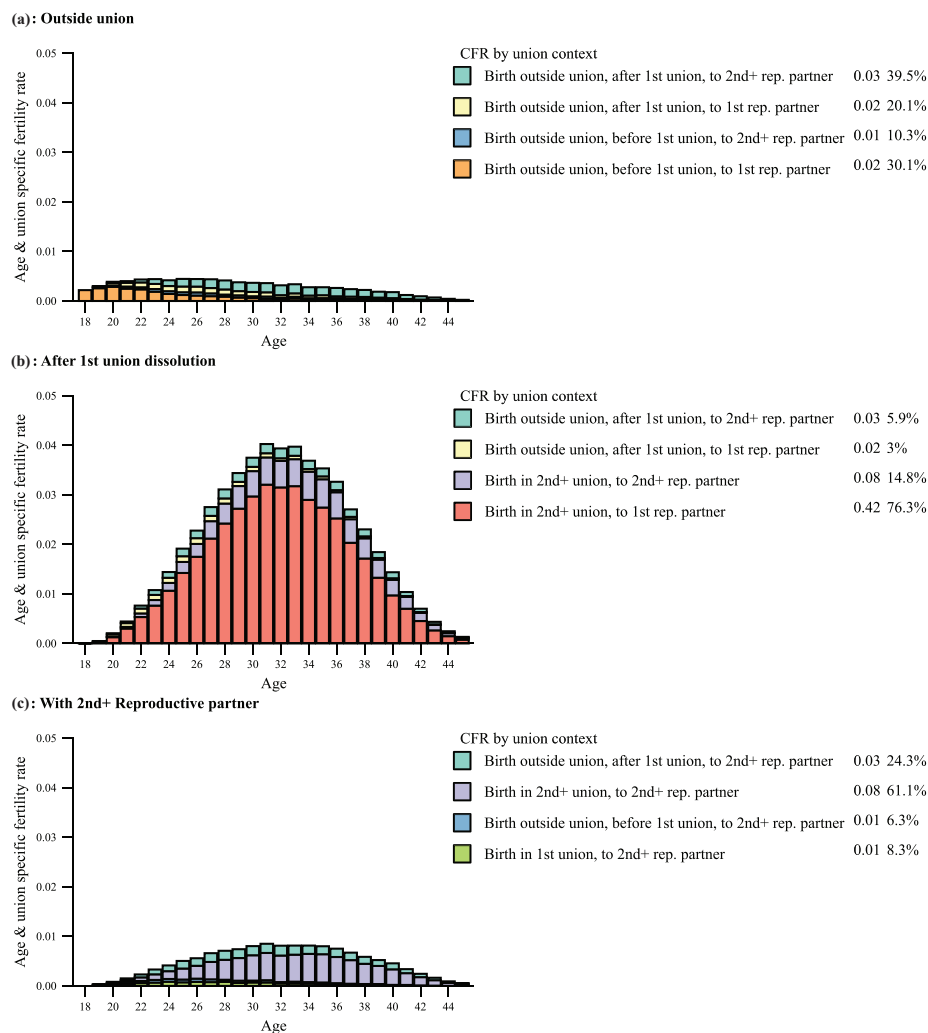 (a): Outside union
CFR by union context
Birth outside union, after 1st union, to 2nd+ rep. partner 0.03 39.5%
Birth outside union, after 1st union, to 1st rep. partner 0.02 20.1%
Birth outside union, before 1st union, to 2nd+ rep. partner 0.01 10.3%
Birth outside union, before 1st union, to 1st rep. partner 0.02 30.1%
Age & union specific fertility rate
0.05
0.04
0.03
0.02
0.01
0.00
18 20 22 24 26 28 30 32 34 36 38 40 42 44
Age
(b): After 1st union dissolution
CFR by union context
Birth outside union, after 1st union, to 2nd+ rep. partner 0.03 5.9%
Birth outside union, after 1st union, to 1st rep. partner 0.02 3%
Birth in 2nd+ union, to 2nd+ rep. partner 0.08 14.8%
Birth in 2nd+ union, to 1st rep. partner 0.42 76.3%
Age & union specific fertility rate
0.05
0.04
0.03
0.02
0.01
0.00
18 20 22 24 26 28 30 32 34 36 38 40 42 44
Age
(c): With 2nd+ Reproductive partner
CFR by union context
Birth outside union, after 1st union, to 2nd+ rep. partner 0.03 24.3%
Birth in 2nd+ union, to 2nd+ rep. partner 0.08 61.1%
Birth outside union, before 1st union, to 2nd+ rep. partner 0.01 6.3%
Birth in 1st union, to 2nd+ rep. partner 0.01 8.3%
Age & union specific fertility rate
0.05
0.04
0.03
0.02
0.01
0.00
18 20 22 24 26 28 30 32 34 36 38 40 42 44
Age